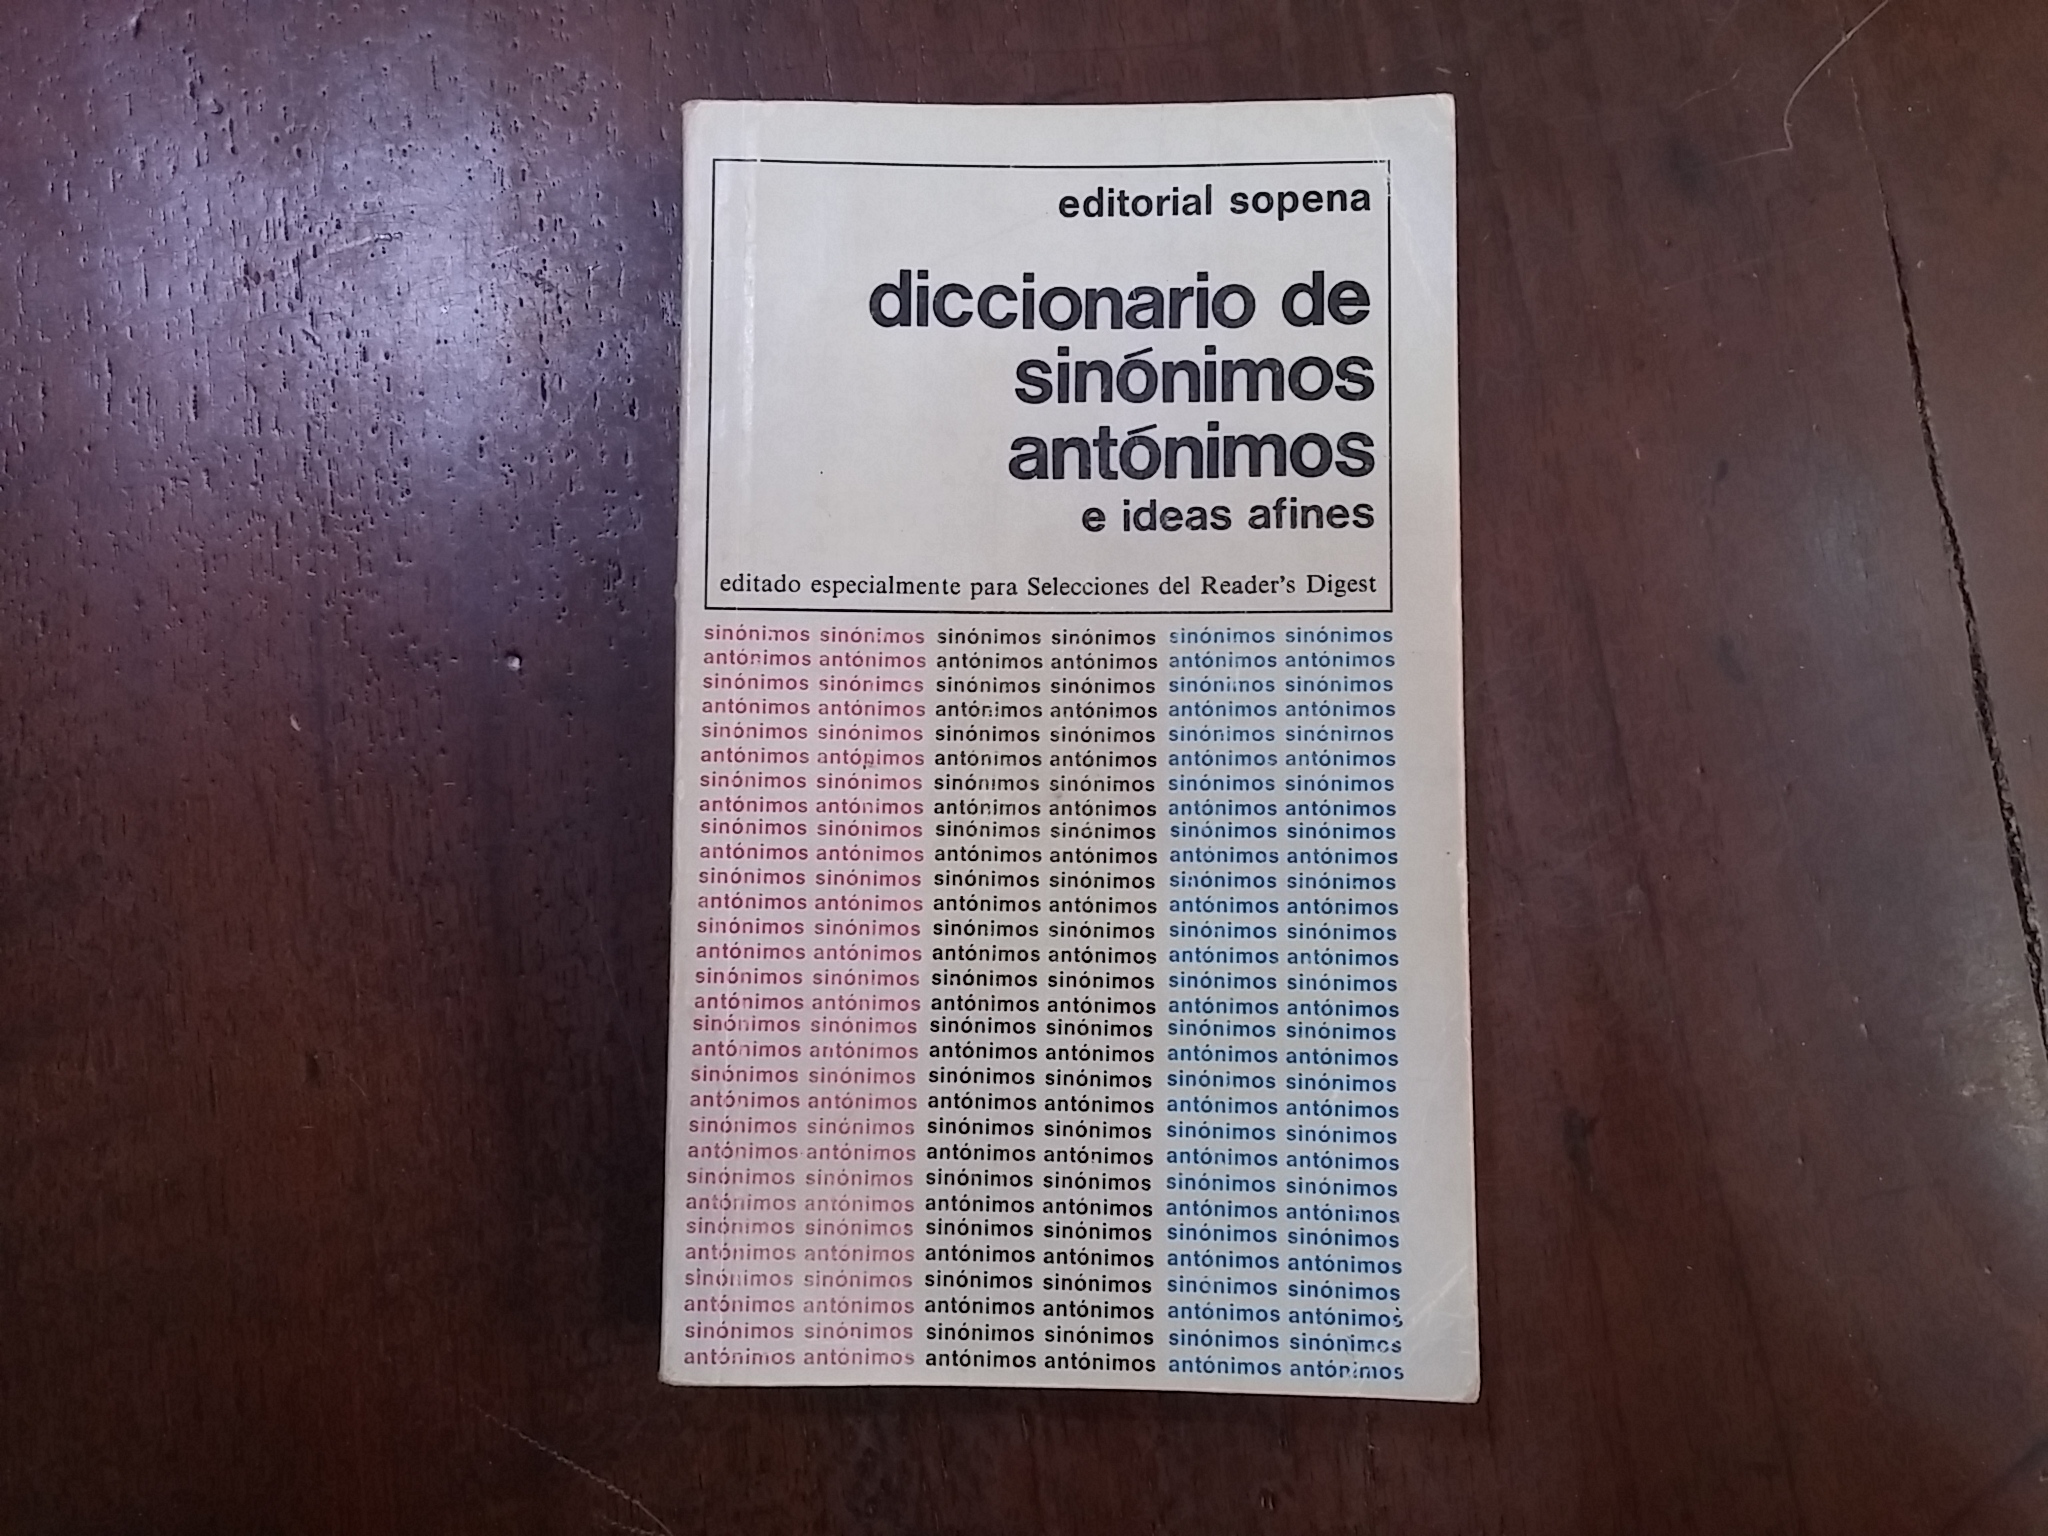 editorial sopena
diccionario de
sinónimos
antónimos
e ideas afines
editado especialmente para Selecciones del Reader's Digest
sinónimos sinónimos sinónimos sinónimos sinónimos sinónimos
antónimos antónimos antónimos antónimos antónimos antónimos
sinónimos sinónimos sinónimos sinónimos sinónimos sinónimos
antónimos antónimos antónimos antónimos antónimos antónimos
sinónimos sinónimos sinónimos sinónimos sinónimos sinónimos
antónimos antónimos antónimos antónimos antónimos antónimos
sinónimos sinónimos sinónimos sinónimos sinónimos sinónimos
antónimos antónimos antónimos antónimos antónimos antónimos
sinónimos sinónimos sinónimos sinónimos sinónimos sinónimos
antónimos antónimos antónimos antónimos antónimos antónimos
sinónimos sinónimos sinónimos sinónimos sinónimos sinónimos
antónimos antónimos antónimos antónimos antónimos antónimos
sinónimos sinónimos sinónimos sinónimos sinónimos sinónimos
antónimos antónimos antónimos antónimos antónimos antónimos
sinónimos sinónimos sinónimos sinónimos sinónimos sinónimos
antónimos antónimos antónimos antónimos antónimos antónimos
sinónimos sinónimos sinónimos sinónimos sinónimos sinónimos
antónimos antónimos antónimos antónimos antónimos antónimos
sinónimos sinónimos sinónimos sinónimos sinónimos sinónimos
antónimos antónimos antónimos antónimos antónimos antónimos
sinónimos sinónimos sinónimos sinónimos sinónimos sinónimos
antónimos antónimos antónimos antónimos antónimos antónimos
sinónimos sinónimos sinónimos sinónimos sinónimos sinónimos
antónimos antónimos antónimos antónimos antónimos antónimos
sinónimos sinónimos sinónimos sinónimos sinónimos sinónimos
antónimos antónimos antónimos antónimos antónimos antónimos
sinónimos sinónimos sinónimos sinónimos sinónimos sinónimos
antónimos antónimos antónimos antónimos antónimos antónimos
sinónimos sinónimos sinónimos sinónimos sinónimos sinónimos
antónimos antónimos antónimos antónimos antónimos antónimos